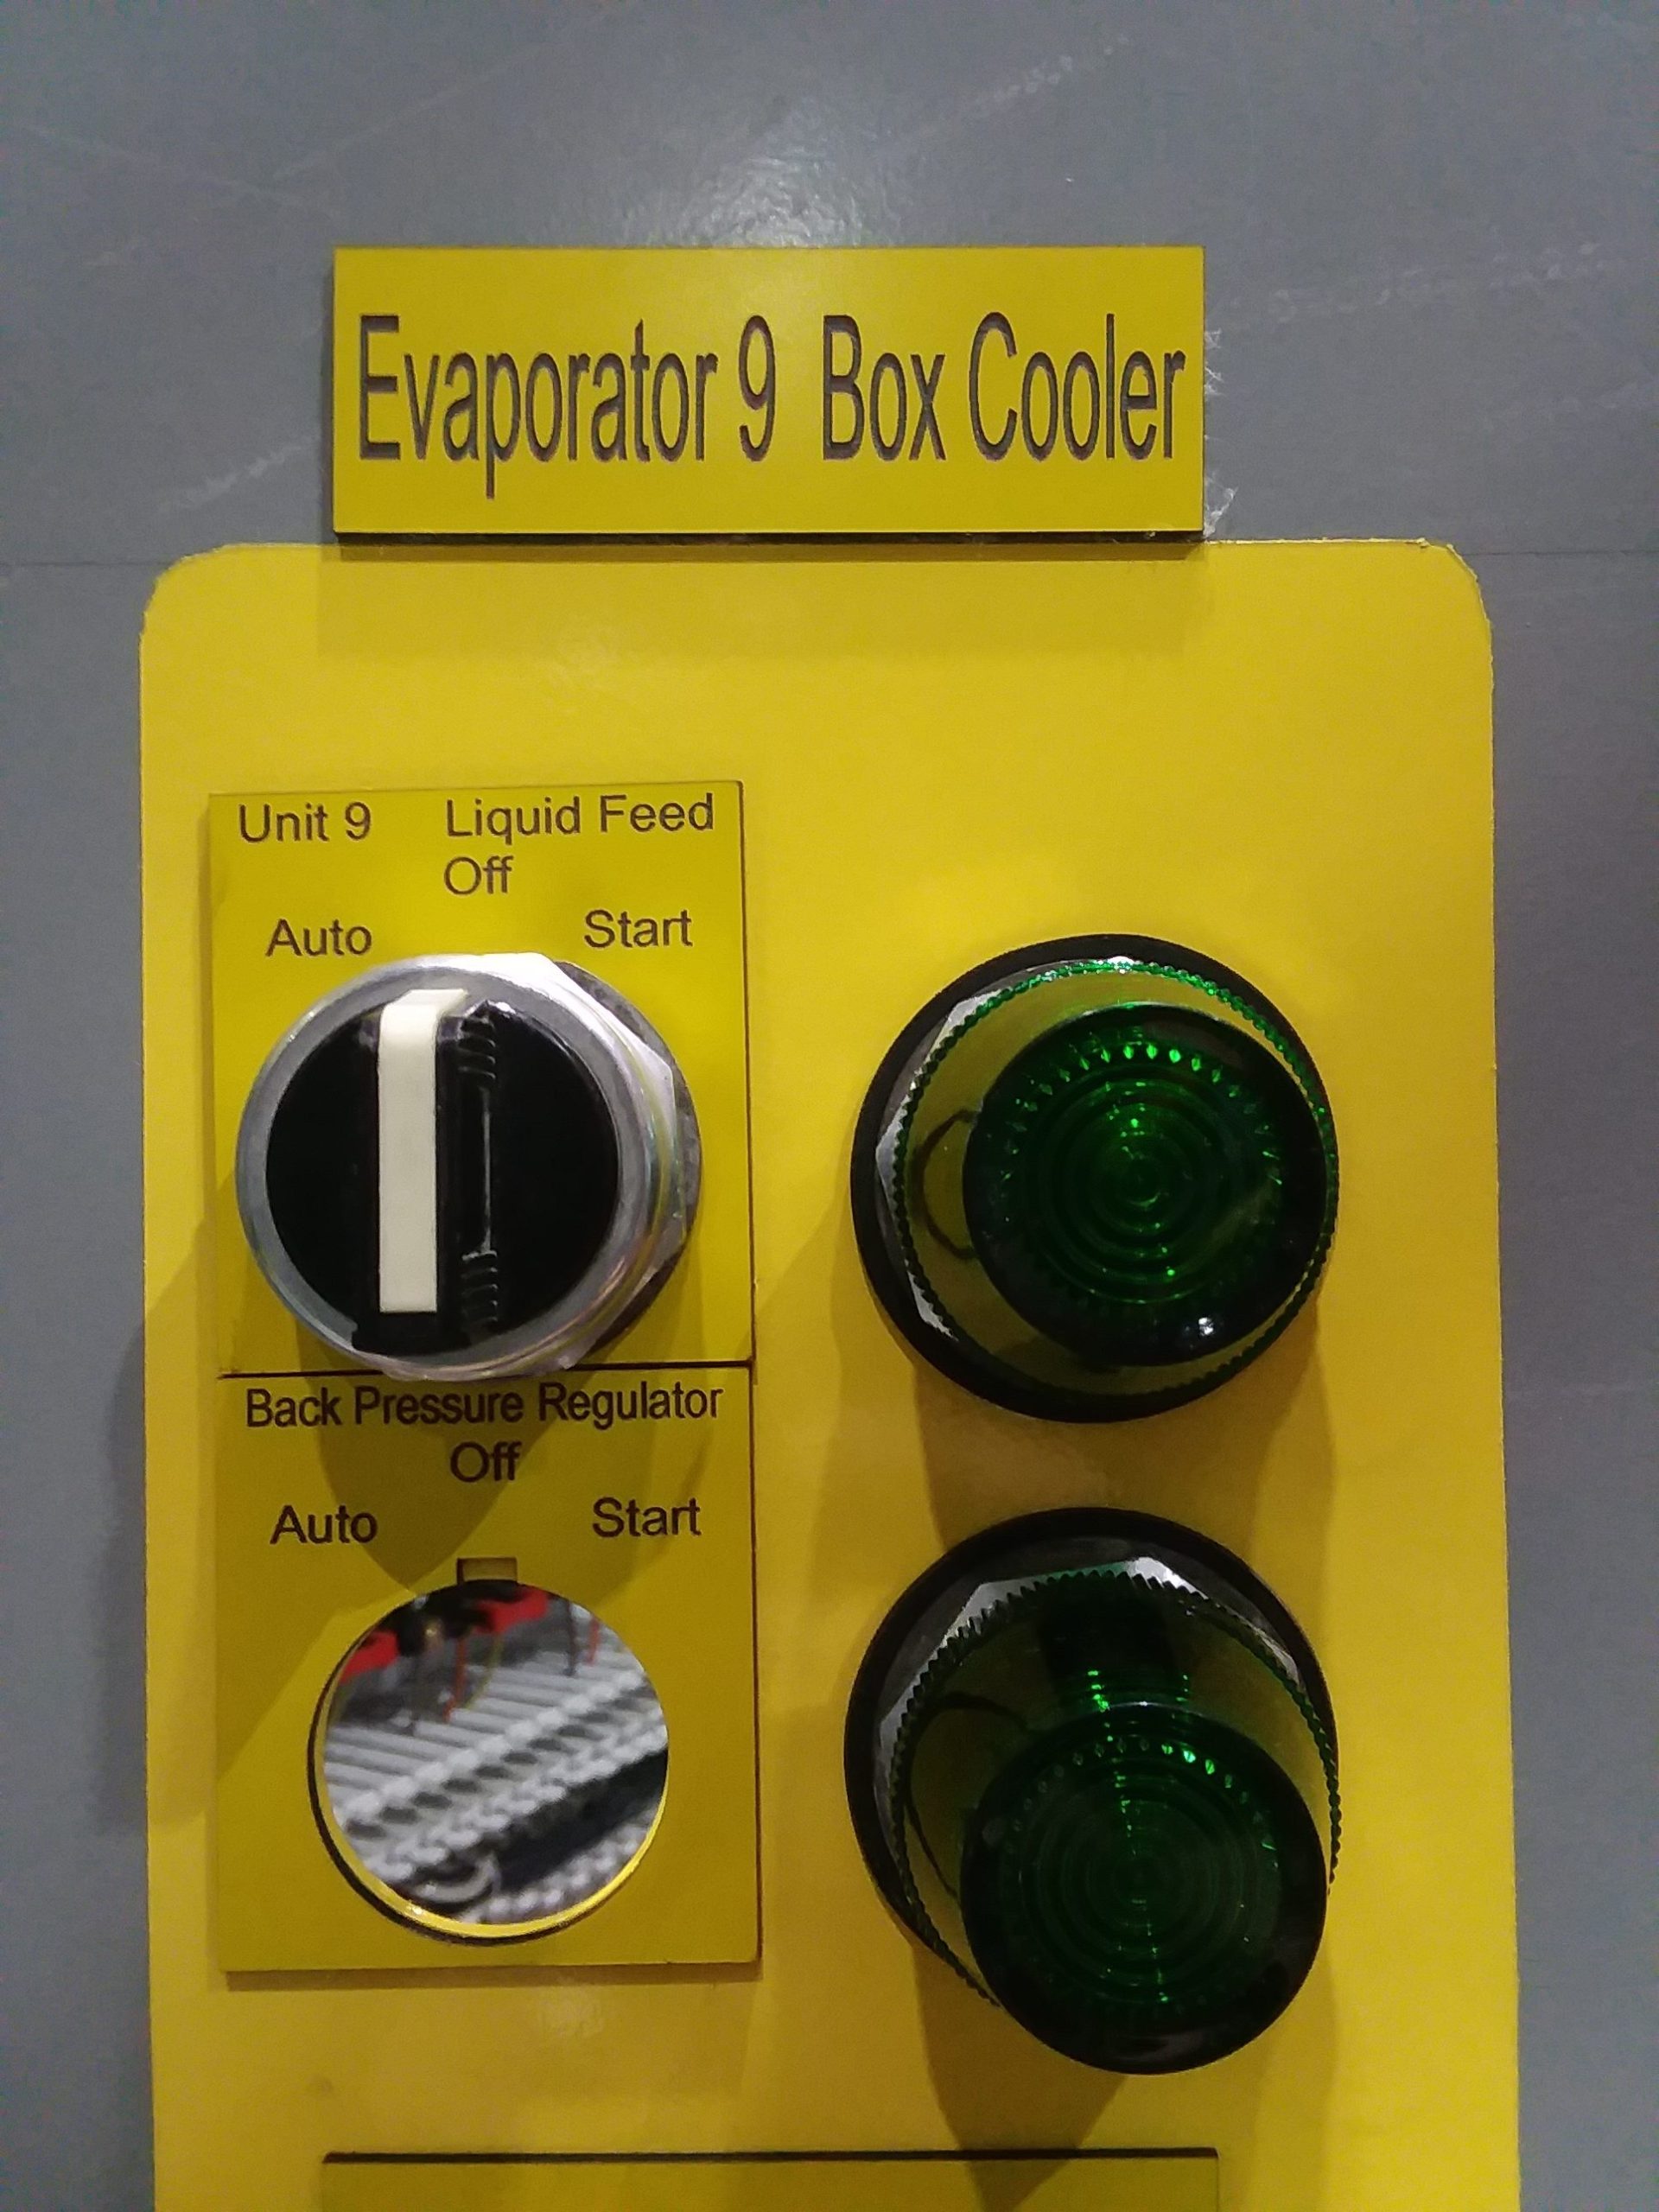 Evaporator 9 Box Cooler
Unit 9 Liquid Feed
Off
Auto Start
Back Pressure Regulator
Off
Auto Start